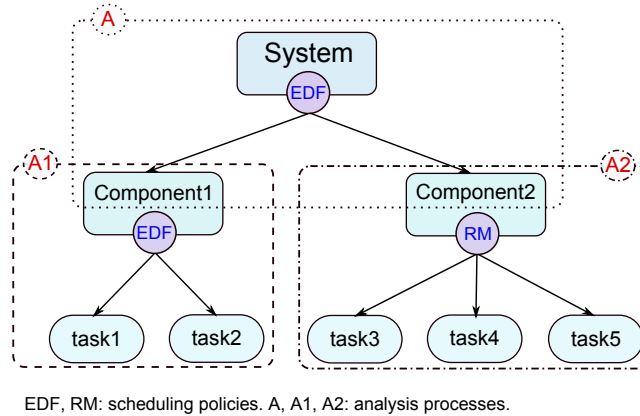 A
System
EDF
A1
A2
Component1
Component2
EDF
RM
task1
task2
task3
task4
task5
EDF, RM: scheduling policies. A, A1, A2: analysis processes.